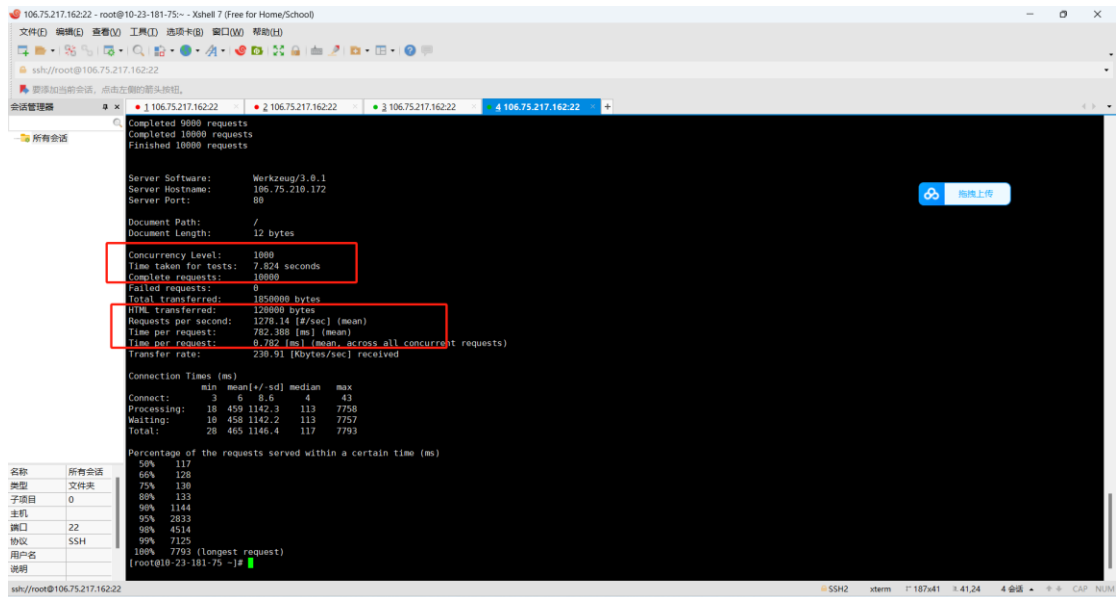 106.75.217.162:22 - root@10-23-181-75:~ - Xshell 7 (Free for Home/School)
文件(F) 编辑(E) 查看(V) 工具(T) 选项卡(B) 窗口(W) 帮助(H)
ssh://root@106.75.217.162:22
要添加当前会话，点击左侧的箭头按钮。
会话管理器
1 106.75.217.162:22 2 106.75.217.162:22 3 106.75.217.162:22 4 106.75.217.162:22
所有会话
Completed 9000 requests
Completed 10000 requests
Finished 10000 requests
Server Software: Werkzeug/3.0.1
Server Hostname: 106.75.210.172
Server Port: 80
拖拽上传
Document Path: /
Document Length: 12 bytes
Concurrency Level: 1000
Time taken for tests: 7.824 seconds
Complete requests: 10000
Failed requests: 0
Total transferred: 1850000 bytes
HTML transferred: 120000 bytes
Requests per second: 1278.14 [#/sec] (mean)
Time per request: 782.388 [ms] (mean)
Time per request: 0.782 [ms] (mean, across all concurrent requests)
Transfer rate: 230.91 [Kbytes/sec] received
Connection Times (ms)
min mean[+/-sd] median max
Connect: 3 6 8.6 4 43
Processing: 18 459 1142.3 113 7758
Waiting: 10 458 1142.2 113 7757
Total: 28 465 1146.4 117 7793
Percentage of the requests served within a certain time (ms)
50% 117
66% 128
75% 130
80% 133
90% 1144
95% 2833
98% 4514
99% 7125
100% 7793 (longest request)
[root@10-23-181-75 ~]#
名称 所有会话
类型 文件夹
子项目 0
主机
端口 22
协议 SSH
用户名
说明
ssh://root@106.75.217.162:22 SSH2 xterm 187x41 41,24 4 会话 CAP NUM